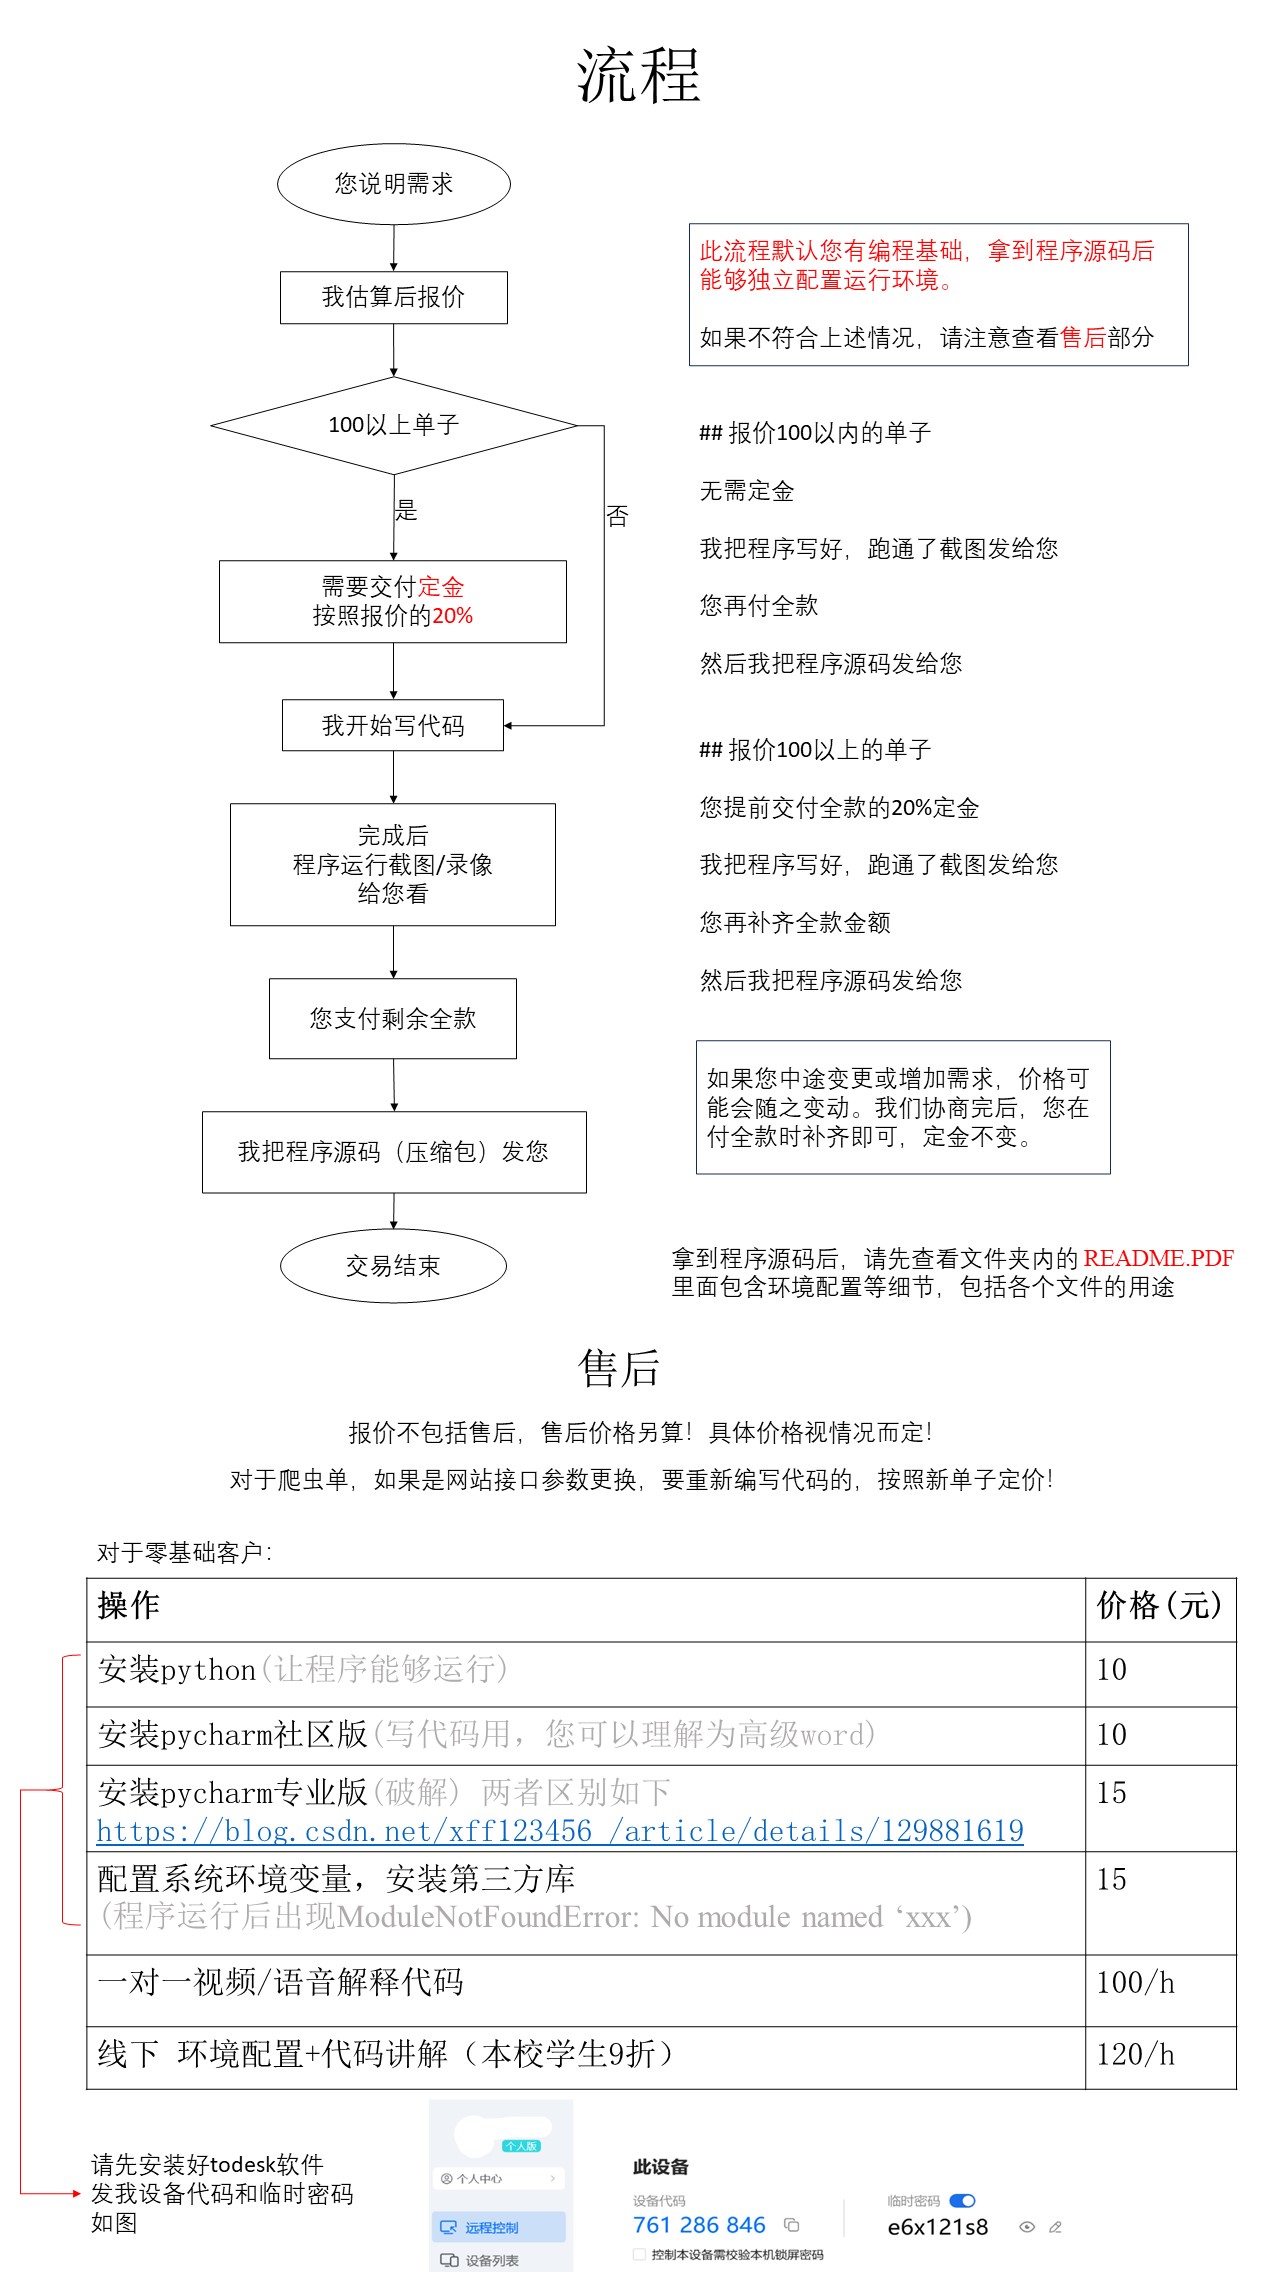 流程
您说明需求
我估算后报价
100以上单子
是
否
需要交付定金
按照报价的20%
我开始写代码
完成后
程序运行截图/录像
给您看
您支付剩余全款
我把程序源码（压缩包）发您
交易结束
此流程默认您有编程基础，拿到程序源码后
能够独立配置运行环境。
如果不符合上述情况，请注意查看售后部分
## 报价100以内的单子
无需定金
我把程序写好，跑通了截图发给您
您再付全款
然后我把程序源码发给您
## 报价100以上的单子
您提前交付全款的20%定金
我把程序写好，跑通了截图发给您
您再补齐全款金额
然后我把程序源码发给您
如果您中途变更或增加需求，价格可
能会随之变动。我们协商完后，您在
付全款时补齐即可，定金不变。
拿到程序源码后，请先查看文件夹内的 README.PDF
里面包含环境配置等细节，包括各个文件的用途
售后
报价不包括售后，售后价格另算！具体价格视情况而定！
对于爬虫单，如果是网站接口参数更换，要重新编写代码的，按照新单子定价！
对于零基础客户：
操作 价格(元)
安装python(让程序能够运行) 10
安装pycharm社区版(写代码用，您可以理解为高级word) 10
安装pycharm专业版(破解) 两者区别如下 15
https://blog.csdn.net/xff123456_/article/details/129881619
配置系统环境变量，安装第三方库 15
(程序运行后出现ModuleNotFoundError: No module named ‘xxx’)
一对一视频/语音解释代码 100/h
线下 环境配置+代码讲解（本校学生9折） 120/h
请先安装好todesk软件
发我设备代码和临时密码
如图
个人版
个人中心
远程控制
设备列表
此设备
设备代码 临时密码
761 286 846 e6x121s8
控制本设备需校验本机锁屏密码